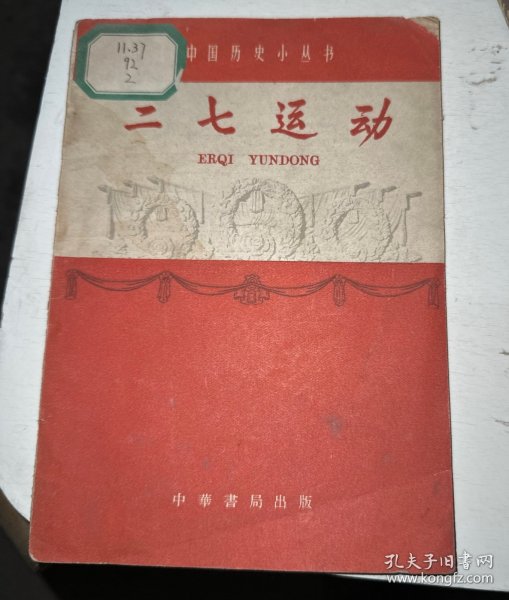 11.37
92
2
中国历史小丛书
二七运动
ERQI YUNDONG
中華書局出版
孔夫子旧书网
www.kongfz.com